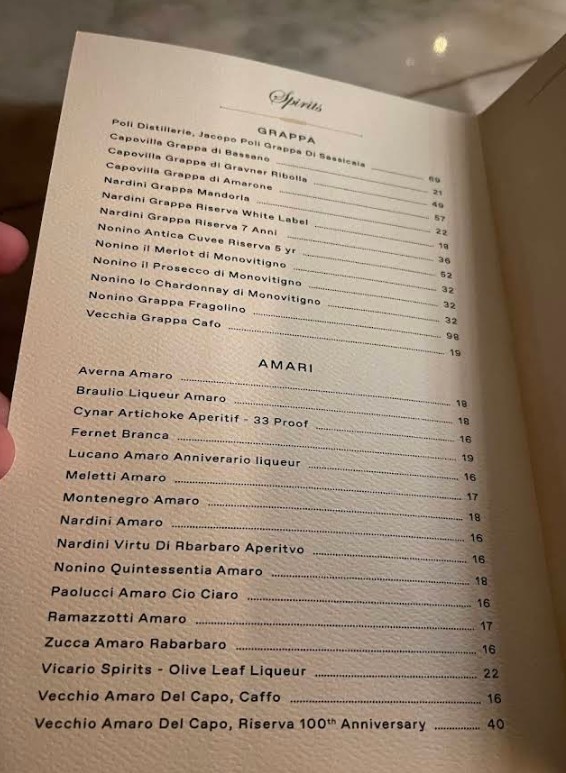 Spirits
GRAPPA
Poli Distillerie, Jacopo Poli Grappa Di Sassicaia 69
Capovilla Grappa di Bassano 21
Capovilla Grappa di Gravner Ribolla 49
Capovilla Grappa di Amarone 57
Nardini Grappa Mandorla 22
Nardini Grappa Riserva White Label 19
Nardini Grappa Riserva 7 Anni 36
Nonino Antica Cuvee Riserva 5 yr 52
Nonino il Merlot di Monovitigno 32
Nonino il Prosecco di Monovitigno 32
Nonino lo Chardonnay di Monovitigno 32
Nonino Grappa Fragolino 98
Vecchia Grappa Cafo 19
AMARI
Averna Amaro 18
Braulio Liqueur Amaro 18
Cynar Artichoke Aperitif - 33 Proof 16
Fernet Branca 19
Lucano Amaro Anniverario liqueur 16
Meletti Amaro 17
Montenegro Amaro 18
Nardini Amaro 16
Nardini Virtu Di Rbarbaro Aperitvo 16
Nonino Quintessentia Amaro 18
Paolucci Amaro Cio Ciaro 16
Ramazzotti Amaro 17
Zucca Amaro Rabarbaro 16
Vicario Spirits - Olive Leaf Liqueur 22
Vecchio Amaro Del Capo, Caffo 16
Vecchio Amaro Del Capo, Riserva 100th Anniversary 40